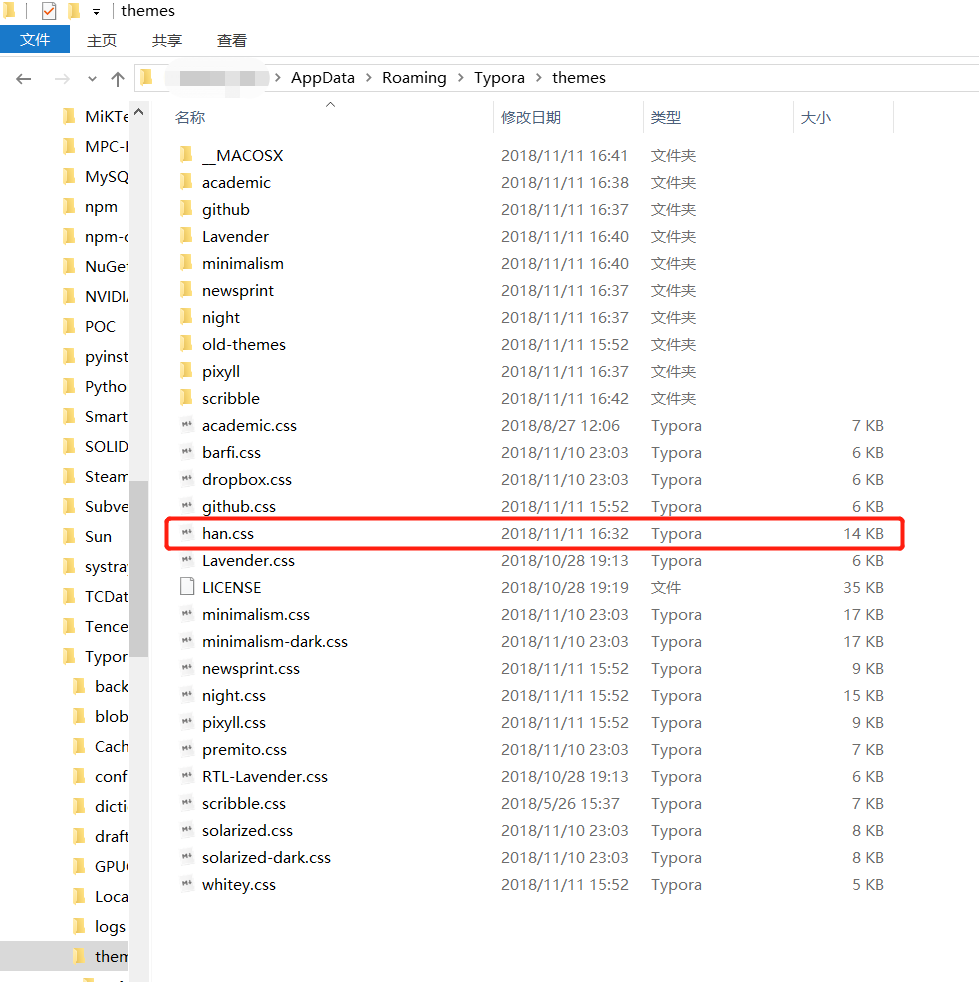 themes
文件 主页 共享 查看
AppData Roaming Typora themes
名称 修改日期 类型 大小
MiKTe
MPC-
MySQ
npm
npm-c
NuGe
NVIDI
POC
pyinst
Pytho
Smart
SOLID
Steam
Subve
Sun
systra
TCDat
Tence
Typor
back
blob
Cach
conf
dicti
draft
GPU
Loca
logs
them
__MACOSX 2018/11/11 16:41 文件夹
academic 2018/11/11 16:38 文件夹
github 2018/11/11 16:37 文件夹
Lavender 2018/11/11 16:40 文件夹
minimalism 2018/11/11 16:40 文件夹
newsprint 2018/11/11 16:37 文件夹
night 2018/11/11 16:37 文件夹
old-themes 2018/11/11 15:52 文件夹
pixyll 2018/11/11 16:37 文件夹
scribble 2018/11/11 16:42 文件夹
academic.css 2018/8/27 12:06 Typora 7 KB
barfi.css 2018/11/10 23:03 Typora 6 KB
dropbox.css 2018/11/10 23:03 Typora 6 KB
github.css 2018/11/11 15:52 Typora 6 KB
han.css 2018/11/11 16:32 Typora 14 KB
Lavender.css 2018/10/28 19:13 Typora 6 KB
LICENSE 2018/10/28 19:19 文件 35 KB
minimalism.css 2018/11/10 23:03 Typora 17 KB
minimalism-dark.css 2018/11/10 23:03 Typora 17 KB
newsprint.css 2018/11/11 15:52 Typora 9 KB
night.css 2018/11/11 15:52 Typora 15 KB
pixyll.css 2018/11/11 15:52 Typora 9 KB
premito.css 2018/11/10 23:03 Typora 7 KB
RTL-Lavender.css 2018/10/28 19:13 Typora 6 KB
scribble.css 2018/5/26 15:37 Typora 7 KB
solarized.css 2018/11/10 23:03 Typora 8 KB
solarized-dark.css 2018/11/10 23:03 Typora 8 KB
whitey.css 2018/11/11 15:52 Typora 5 KB